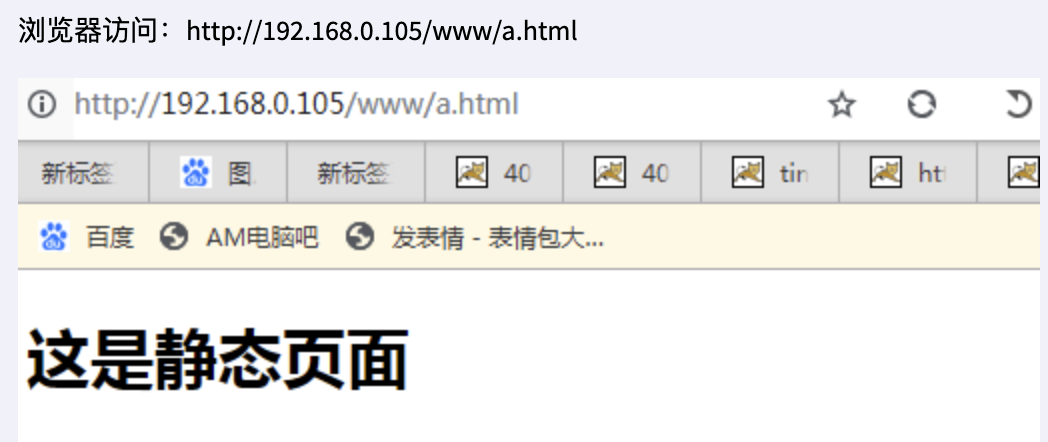 浏览器访问：http://192.168.0.105/www/a.html
http://192.168.0.105/www/a.html
新标签 图 新标签 40 40 tin ht
百度 AM电脑吧 发表情 - 表情包大...
这是静态页面